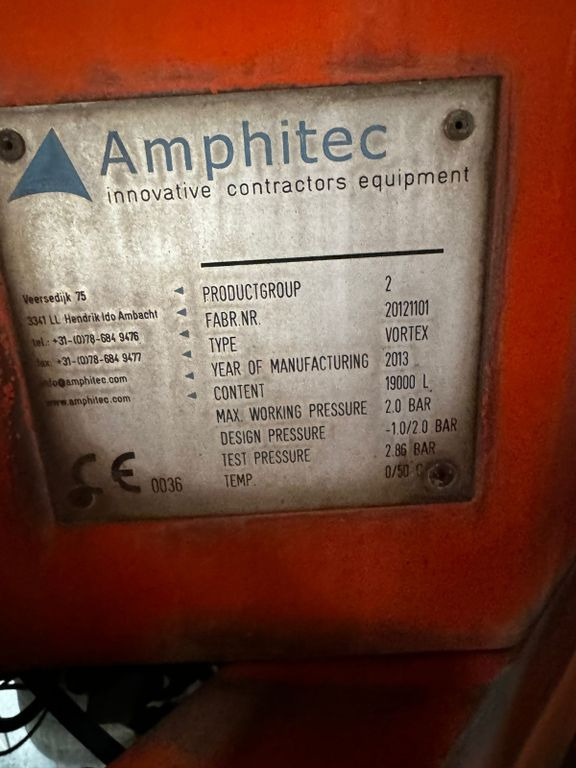 Amphitec
innovative contractors equipment
Veersedijk 75
3341 LL Hendrik Ido Ambacht
tel.: +31-(0)78-684 9476
fax: +31-(0)78-684 9477
info@amphitec.com
www.amphitec.com
PRODUCTGROUP 2
FABR.NR. 20121101
TYPE VORTEX
YEAR OF MANUFACTURING 2013
CONTENT 19000 L
MAX. WORKING PRESSURE 2.0 BAR
DESIGN PRESSURE -1.0/2.0 BAR
TEST PRESSURE 2.86 BAR
TEMP. 0/50 C
CE 0036